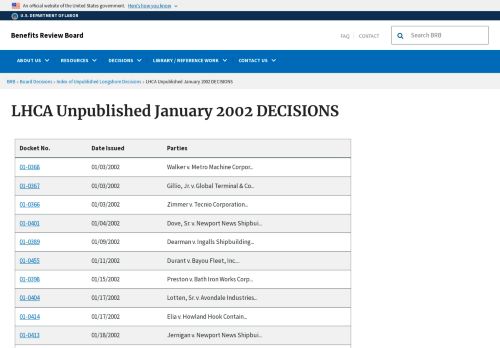 An official website of the United States government. Here's how you know
U.S. DEPARTMENT OF LABOR
Benefits Review Board
FAQ CONTACT
Search BRB
ABOUT US RESOURCES DECISIONS LIBRARY / REFERENCE WORK CONTACT US
BRB › Board Decisions › Index of Unpublished Longshore Decisions › LHCA Unpublished January 2002 DECISIONS
LHCA Unpublished January 2002 DECISIONS
Docket No. Date Issued Parties
01-0368 01/03/2002 Walker v. Metro Machine Corpor...
01-0367 01/03/2002 Gillio, Jr. v. Global Terminal & Co...
01-0366 01/03/2002 Zimmer v. Tecnio Corporation...
01-0401 01/04/2002 Dove, Sr. v. Newport News Shipbui...
01-0389 01/09/2002 Dearman v. Ingalls Shipbuilding...
01-0455 01/11/2002 Durant v. Bayou Fleet, Inc....
01-0398 01/15/2002 Preston v. Bath Iron Works Corp...
01-0404 01/17/2002 Lotten, Sr. v. Avondale Industries...
01-0414 01/17/2002 Elia v. Howland Hook Contain...
01-0413 01/18/2002 Jernigan v. Newport News Shipbui...